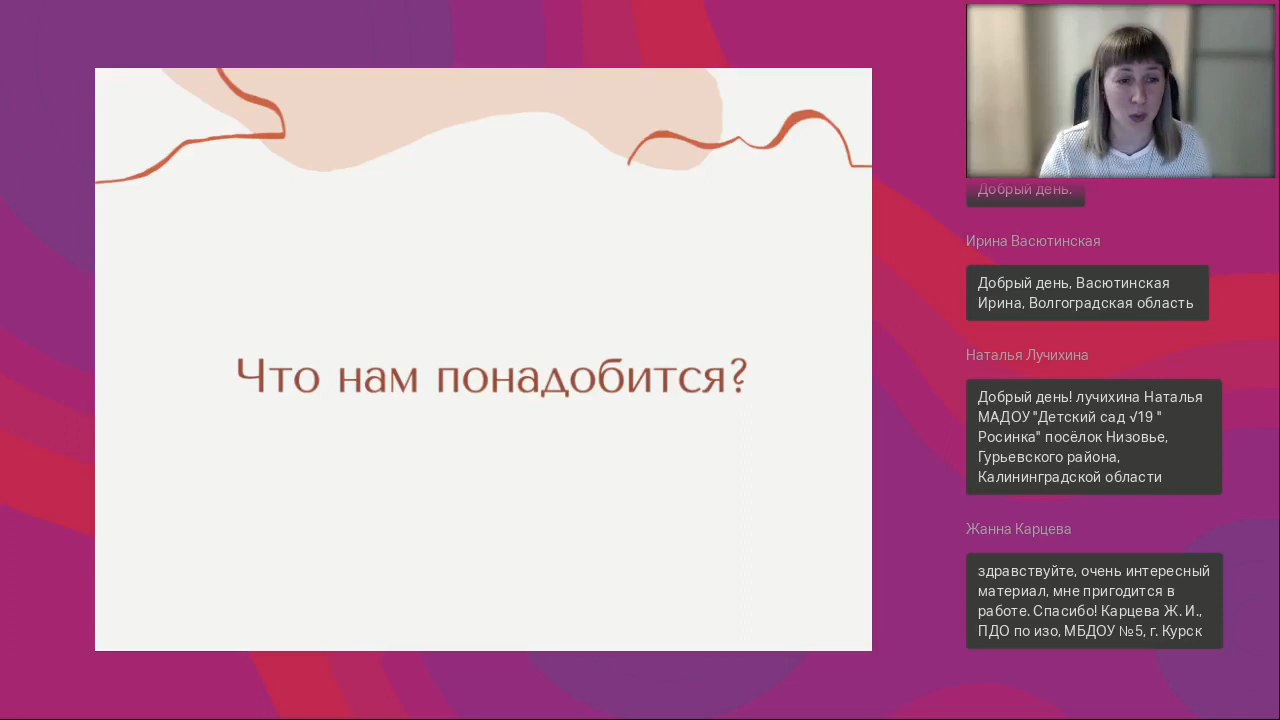 Что нам понадобится?
Добрый день.
Ирина Васютинская
Добрый день, Васютинская
Ирина, Волгоградская область
Наталья Лучихина
Добрый день! лучихина Наталья
МАДОУ "Детский сад √19 "
Росинка" посёлок Низовье,
Гурьевского района,
Калининградской области
Жанна Карцева
здравствуйте, очень интересный
материал, мне пригодится в
работе. Спасибо! Карцева Ж. И.,
ПДО по изо, МБДОУ №5, г. Курск